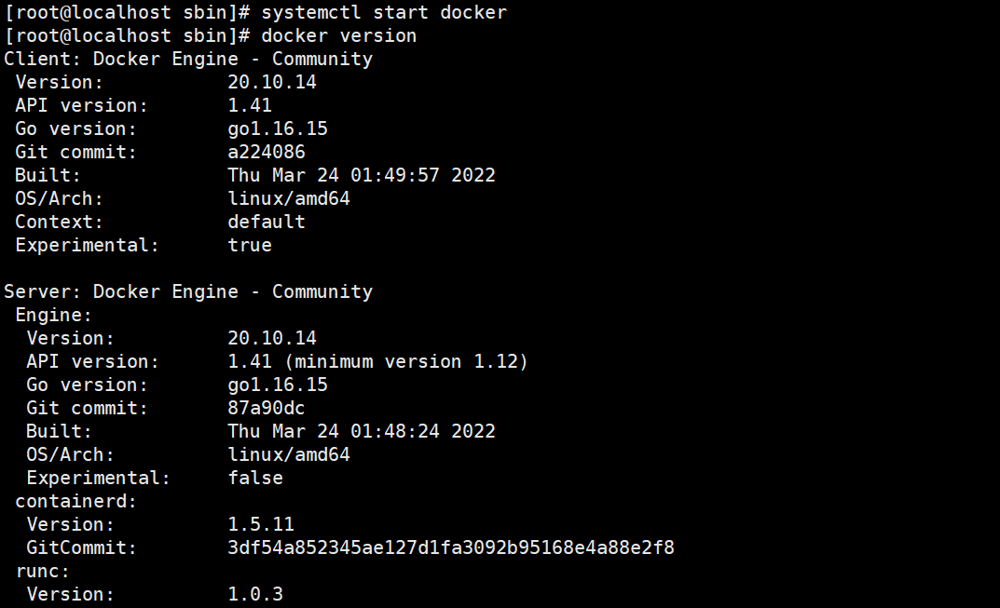 [root@localhost sbin]# systemctl start docker
[root@localhost sbin]# docker version
Client: Docker Engine - Community
 Version:           20.10.14
 API version:       1.41
 Go version:        go1.16.15
 Git commit:        a224086
 Built:             Thu Mar 24 01:49:57 2022
 OS/Arch:           linux/amd64
 Context:           default
 Experimental:      true

Server: Docker Engine - Community
 Engine:
  Version:          20.10.14
  API version:      1.41 (minimum version 1.12)
  Go version:       go1.16.15
  Git commit:       87a90dc
  Built:            Thu Mar 24 01:48:24 2022
  OS/Arch:          linux/amd64
  Experimental:     false
 containerd:
  Version:          1.5.11
  GitCommit:        3df54a852345ae127d1fa3092b95168e4a88e2f8
 runc:
  Version:          1.0.3